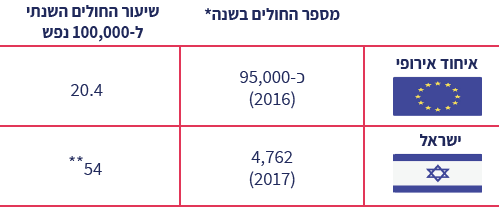 מספר החולים בשנה*
שיעור החולים השנתי
ל-100,000 נפש
איחוד אירופי
כ-95,000
(2016)
20.4
ישראל
4,762
(2017)
54**